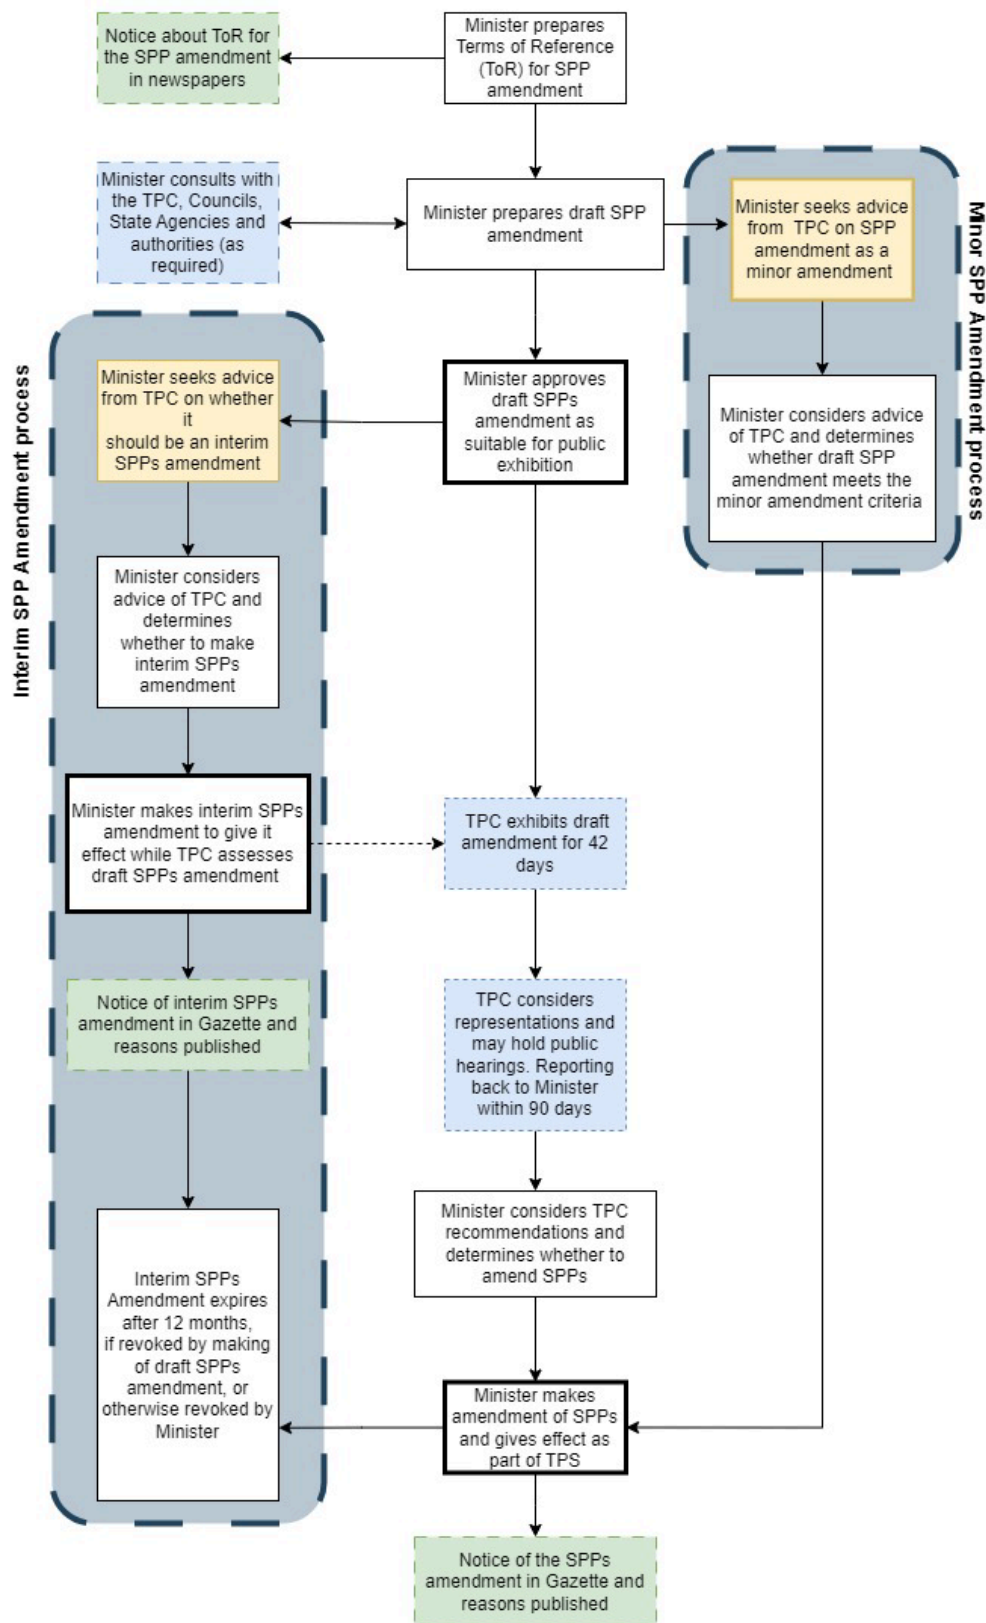 Notice about ToR for
the SPP amendment
in newspapers
Minister prepares
Terms of Reference
(ToR) for SPP
amendment
Minister consults with
the TPC, Councils,
State Agencies and
authorities (as
required)
Minister prepares draft SPP
amendment
Minister seeks advice
from TPC on SPP
amendment as a
minor amendment
Minor SPP Amendment process
Interim SPP Amendment process
Minister seeks advice
from TPC on whether
it
should be an interim
SPPs amendment
Minister approves
draft SPPs
amendment as
suitable for public
exhibition
Minister considers advice
of TPC and determines
whether draft SPP
amendment meets the
minor amendment criteria
Minister considers
advice of TPC and
determines
whether to make
interim SPPs
amendment
Minister makes interim SPPs
amendment to give it
effect while TPC assesses
draft SPPs amendment
TPC exhibits draft
amendment for 42
days
Notice of interim SPPs
amendment in Gazette and
reasons published
TPC considers
representations and
may hold public
hearings. Reporting
back to Minister
within 90 days
Minister considers TPC
recommendations and
determines whether to
amend SPPs
Interim SPPs
Amendment expires
after 12 months,
if revoked by making
of draft SPPs
amendment, or
otherwise revoked by
Minister
Minister makes
amendment of SPPs
and gives effect as
part of TPS
Notice of the SPPs
amendment in Gazette and
reasons published